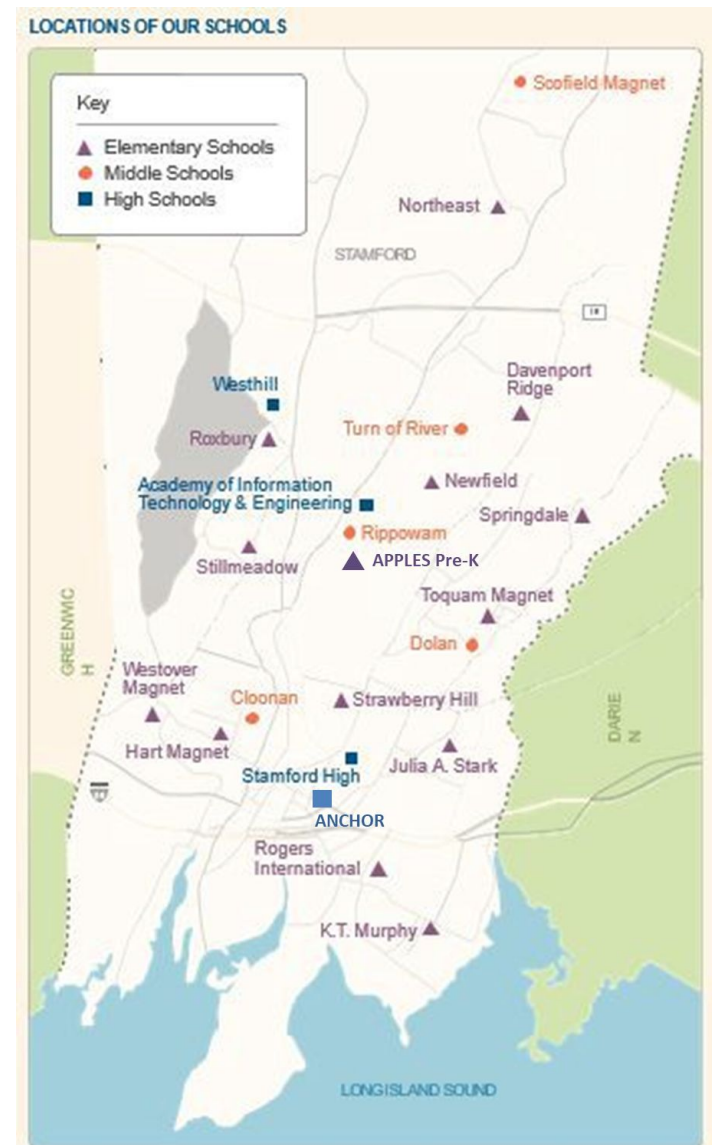 LOCATIONS OF OUR SCHOOLS
Key
Elementary Schools
Middle Schools
High Schools
Scofield Magnet
Northeast
STAMFORD
Davenport
Ridge
Westhill
Turn of River
Roxbury
Academy of Information
Technology & Engineering
Newfield
Springdale
Rippowam
APPLES Pre-K
Stillmeadow
Toquam Magnet
GREENWIC
H
Dolan
Westover
Magnet
Cloonan
Strawberry Hill
DARIE
N
Hart Magnet
Julia A. Stark
Stamford High
ANCHOR
Rogers
International
K.T. Murphy
LONG ISLAND SOUND